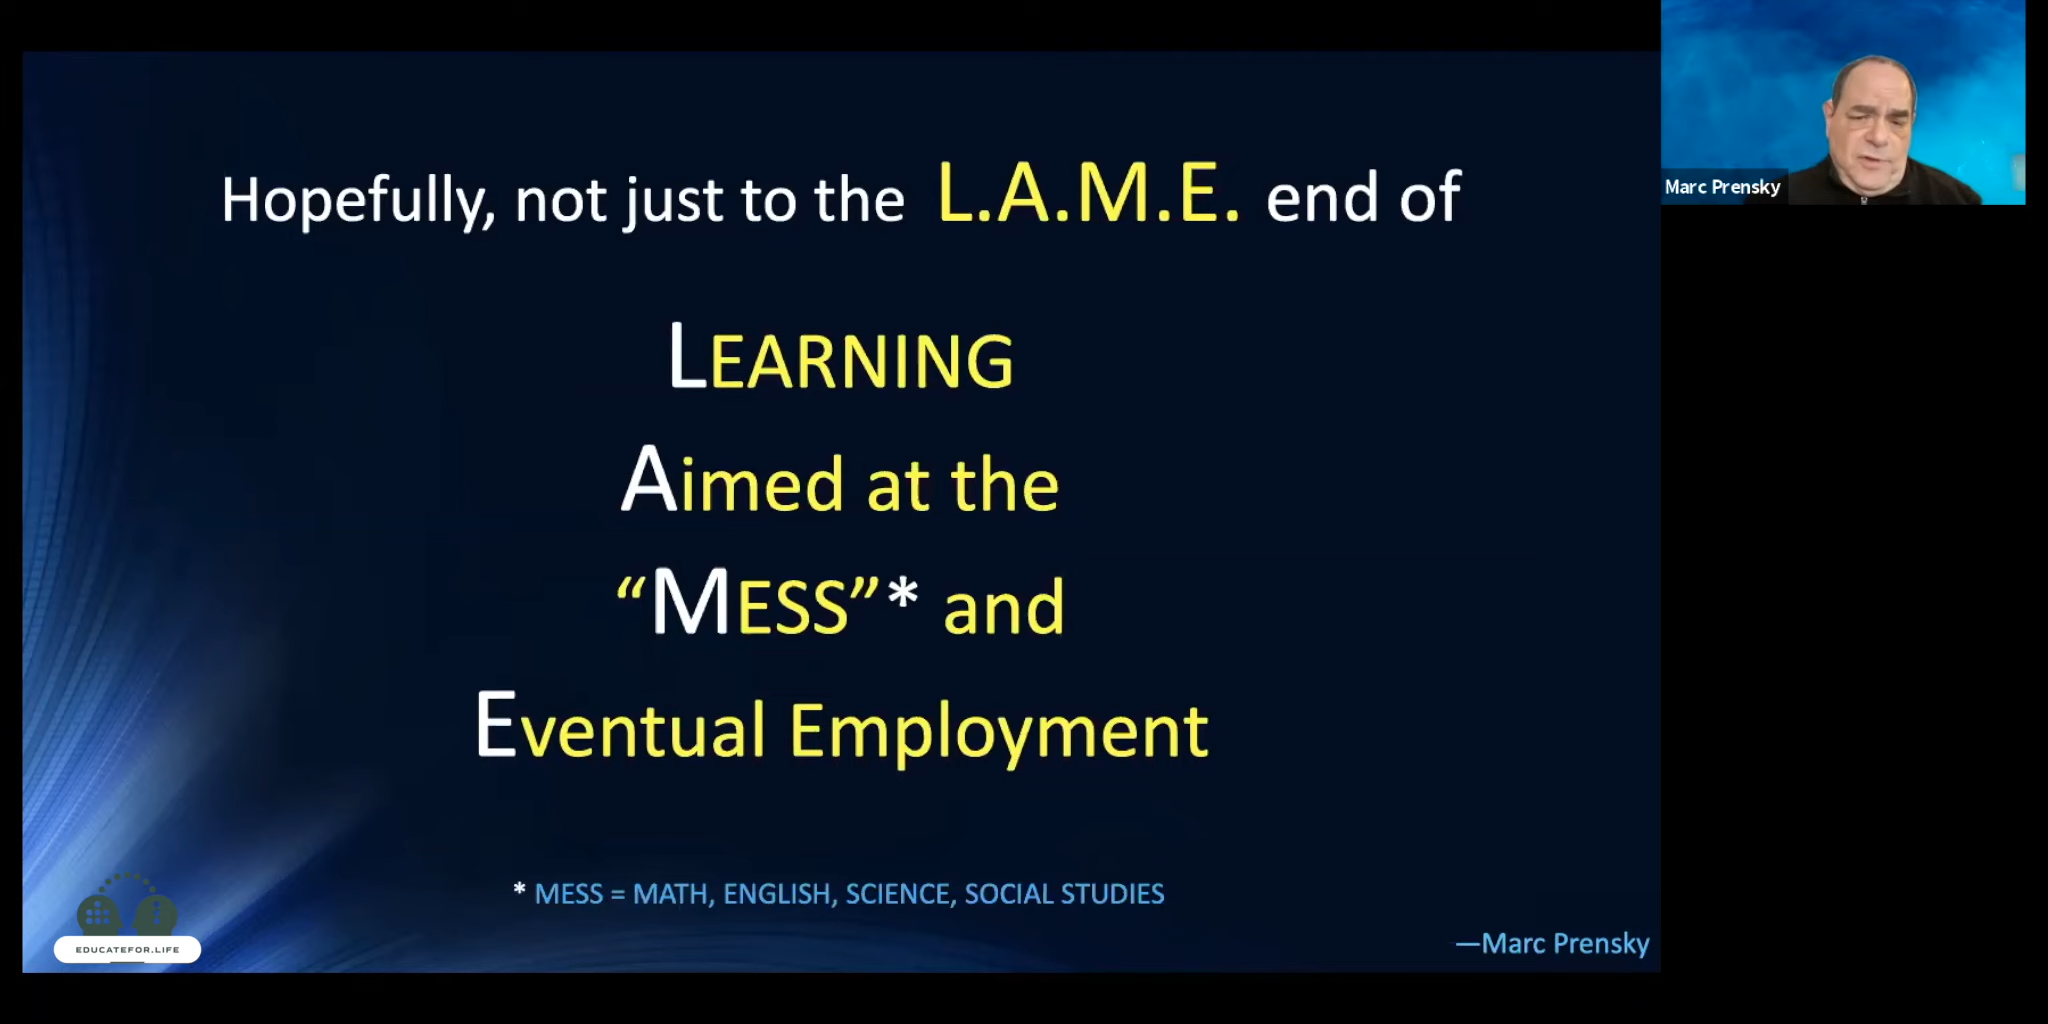 Hopefully, not just to the L.A.M.E. end of
LEARNING
Aimed at the
“MESS”* and
Eventual Employment
* MESS = MATH, ENGLISH, SCIENCE, SOCIAL STUDIES
—Marc Prensky
EDUCATEFOR.LIFE
Marc Prensky